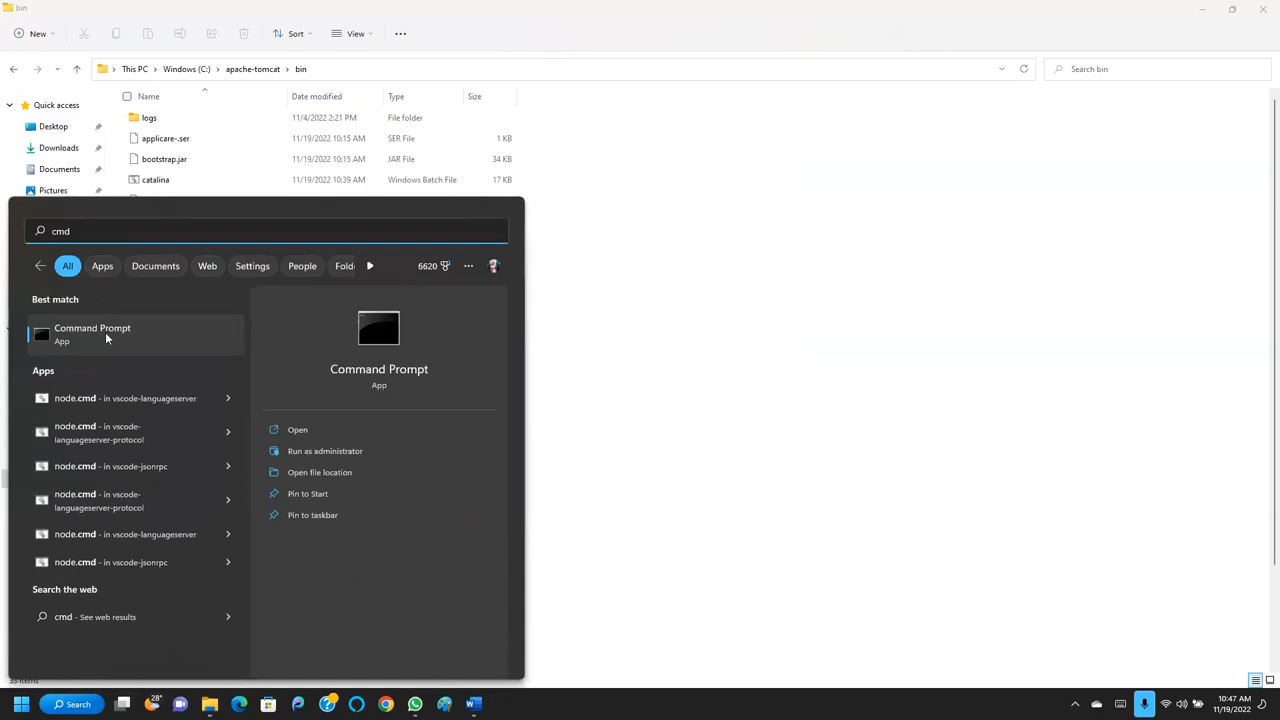 bin
New
Sort
View
This PC > Windows (C:) > apache-tomcat > bin
Search bin
Quick access
Desktop
Downloads
Documents
Pictures
Name Date modified Type Size
logs 11/4/2022 2:21 PM File folder
applicare-.ser 11/19/2022 10:15 AM SER File 1 KB
bootstrap.jar 11/19/2022 10:15 AM JAR File 34 KB
catalina 11/19/2022 10:39 AM Windows Batch File 17 KB
cmd
All Apps Documents Web Settings People Fold 6620
Best match
Command Prompt
App
Apps
node.cmd - in vscode-languageserver
node.cmd - in vscode-
languageserver-protocol
node.cmd - in vscode-jsonrpc
node.cmd - in vscode-
languageserver-protocol
node.cmd - in vscode-languageserver
node.cmd - in vscode-jsonrpc
Search the web
cmd - See web results
Command Prompt
App
Open
Run as administrator
Open file location
Pin to Start
Pin to taskbar
Search
28°
10:47 AM
11/19/2022